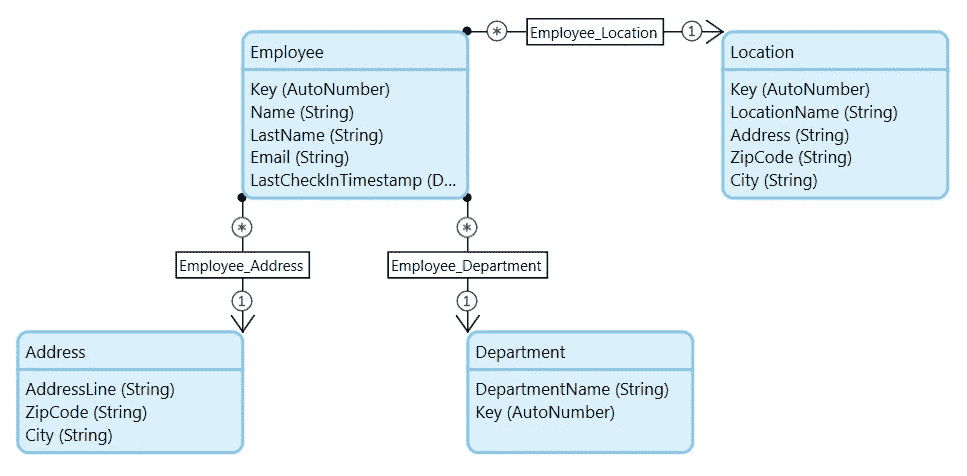 Employee
Key (AutoNumber)
Name (String)
LastName (String)
Email (String)
LastCheckInTimestamp (D...
*
Employee_Location
1
Location
Key (AutoNumber)
LocationName (String)
Address (String)
ZipCode (String)
City (String)
*
Employee_Address
1
*
Employee_Department
1
Address
AddressLine (String)
ZipCode (String)
City (String)
Department
DepartmentName (String)
Key (AutoNumber)